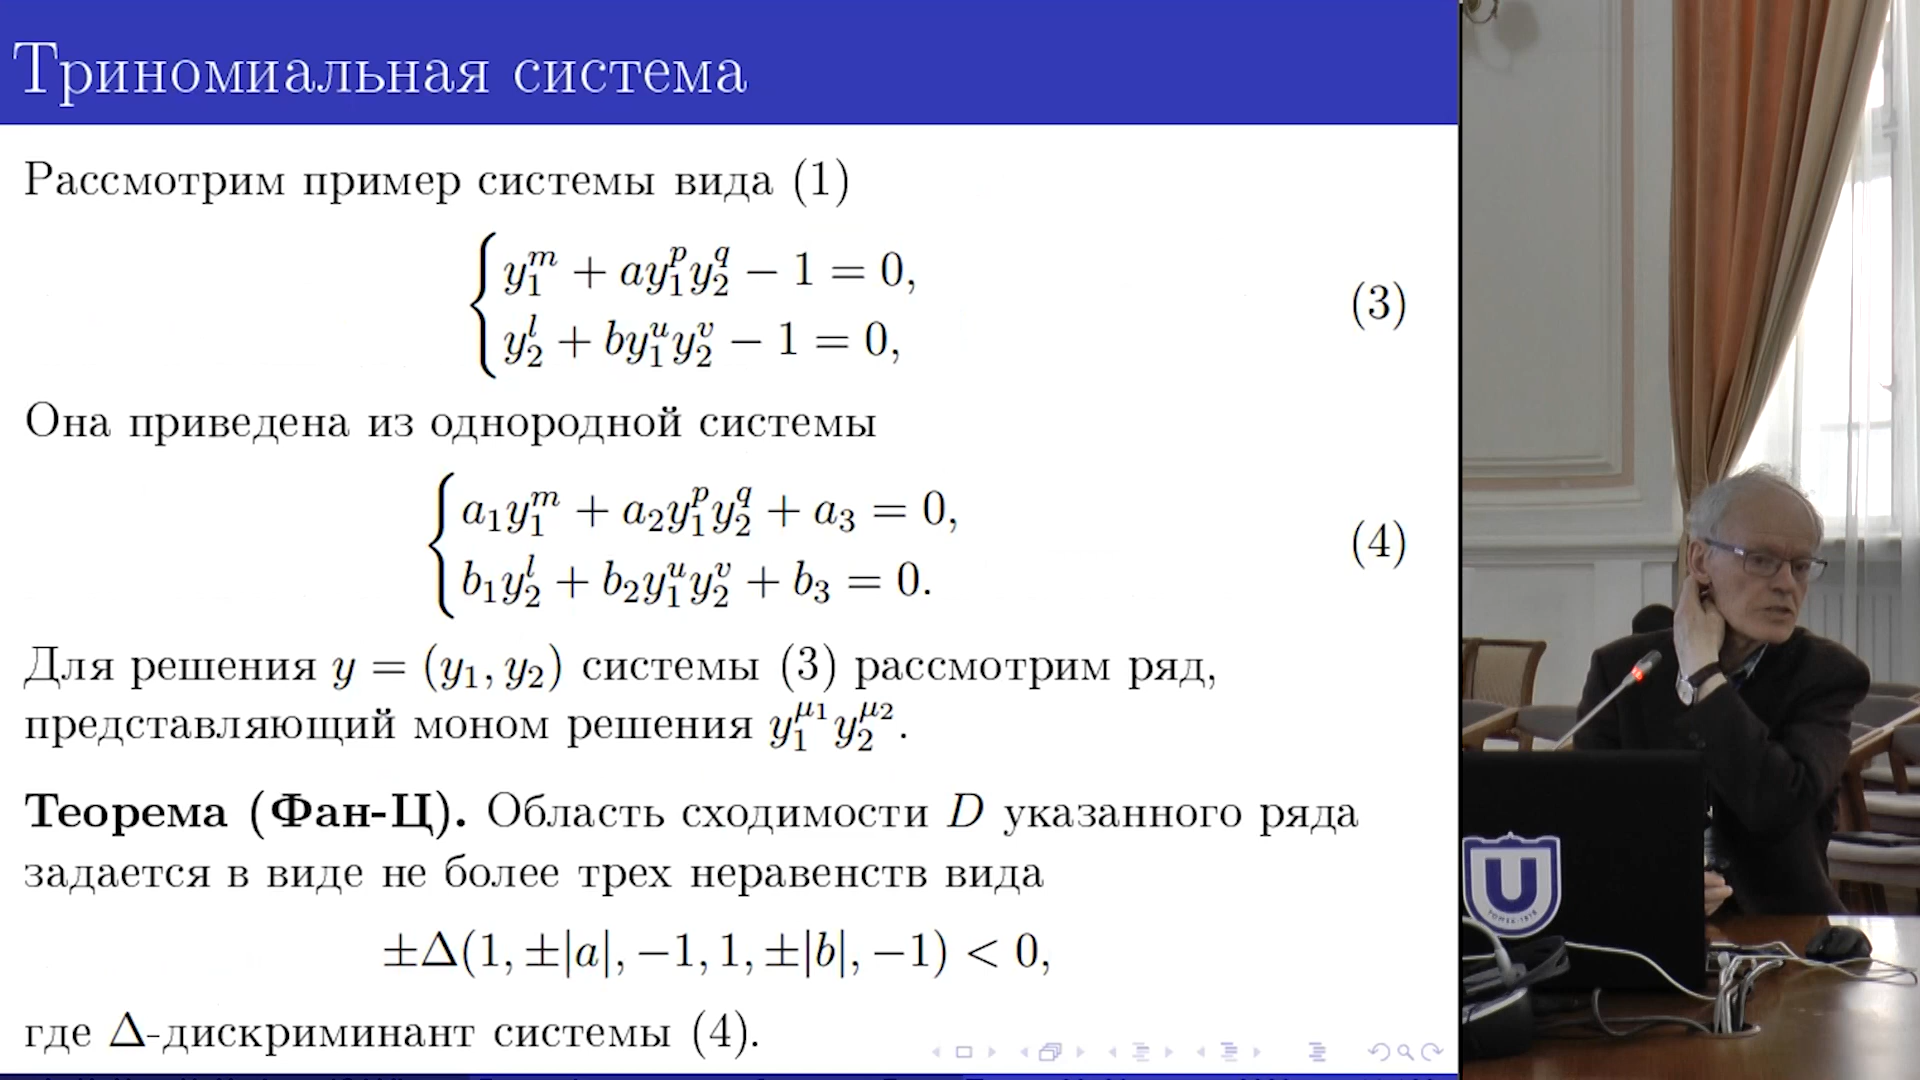 Триномиальная система
Рассмотрим пример системы вида (1)
y_1^m + ay_1^p y_2^q − 1 = 0,
y_2^l + by_1^u y_2^v − 1 = 0,
(3)
Она приведена из однородной системы
a_1 y_1^m + a_2 y_1^p y_2^q + a_3 = 0,
b_1 y_2^l + b_2 y_1^u y_2^v + b_3 = 0.
(4)
Для решения y = (y_1, y_2) системы (3) рассмотрим ряд,
представляющий моном решения y_1^{μ_1} y_2^{μ_2}.
Теорема (Фан-Ц). Область сходимости D указанного ряда
задается в виде не более трех неравенств вида
±Δ(1, ±|a|, −1, 1, ±|b|, −1) < 0,
где Δ-дискриминант системы (4).